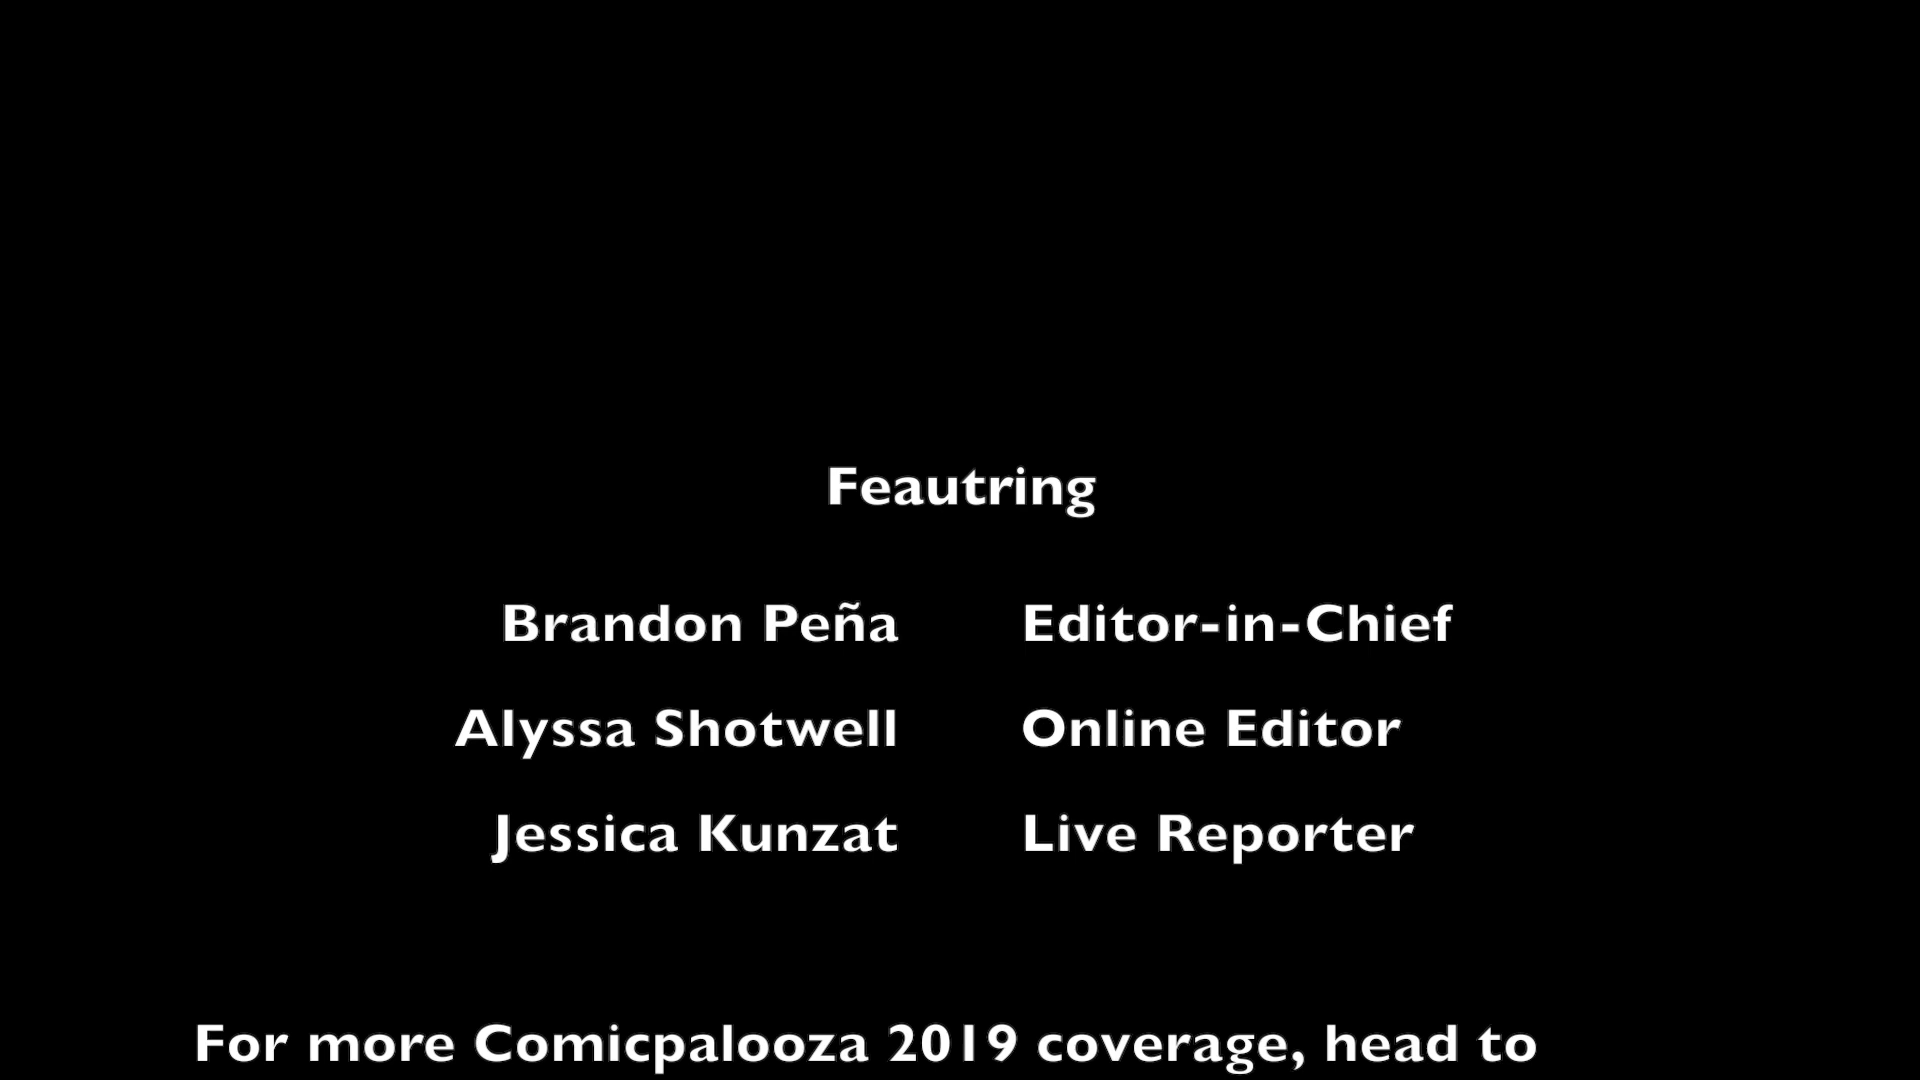 Feautring
Brandon Peña Editor-in-Chief
Alyssa Shotwell Online Editor
Jessica Kunzat Live Reporter
For more Comicpalooza 2019 coverage, head to